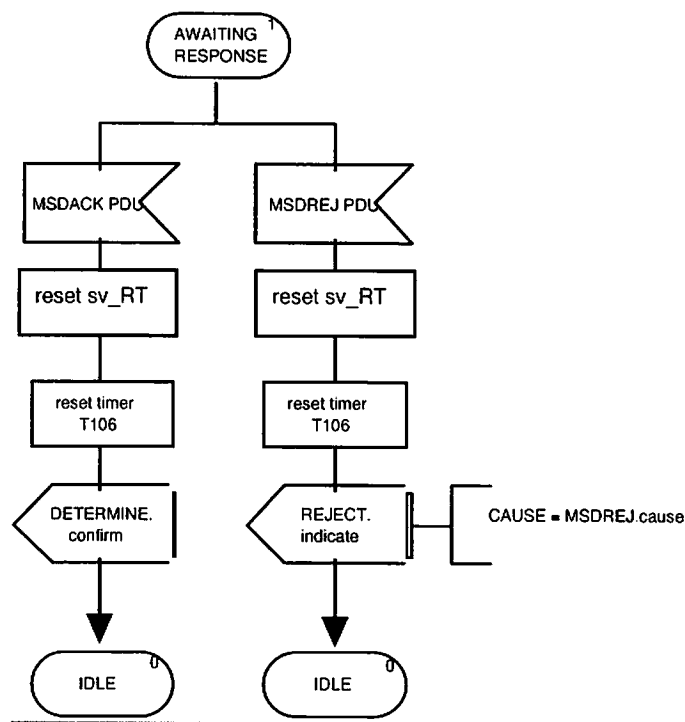 AWAITING 1
RESPONSE
MSDACK PDU
MSDREJ PDU
reset sv_RT
reset sv_RT
reset timer
T106
reset timer
T106
DETERMINE.
confirm
REJECT.
indicate
CAUSE = MSDREJ.cause
IDLE 0
IDLE 0